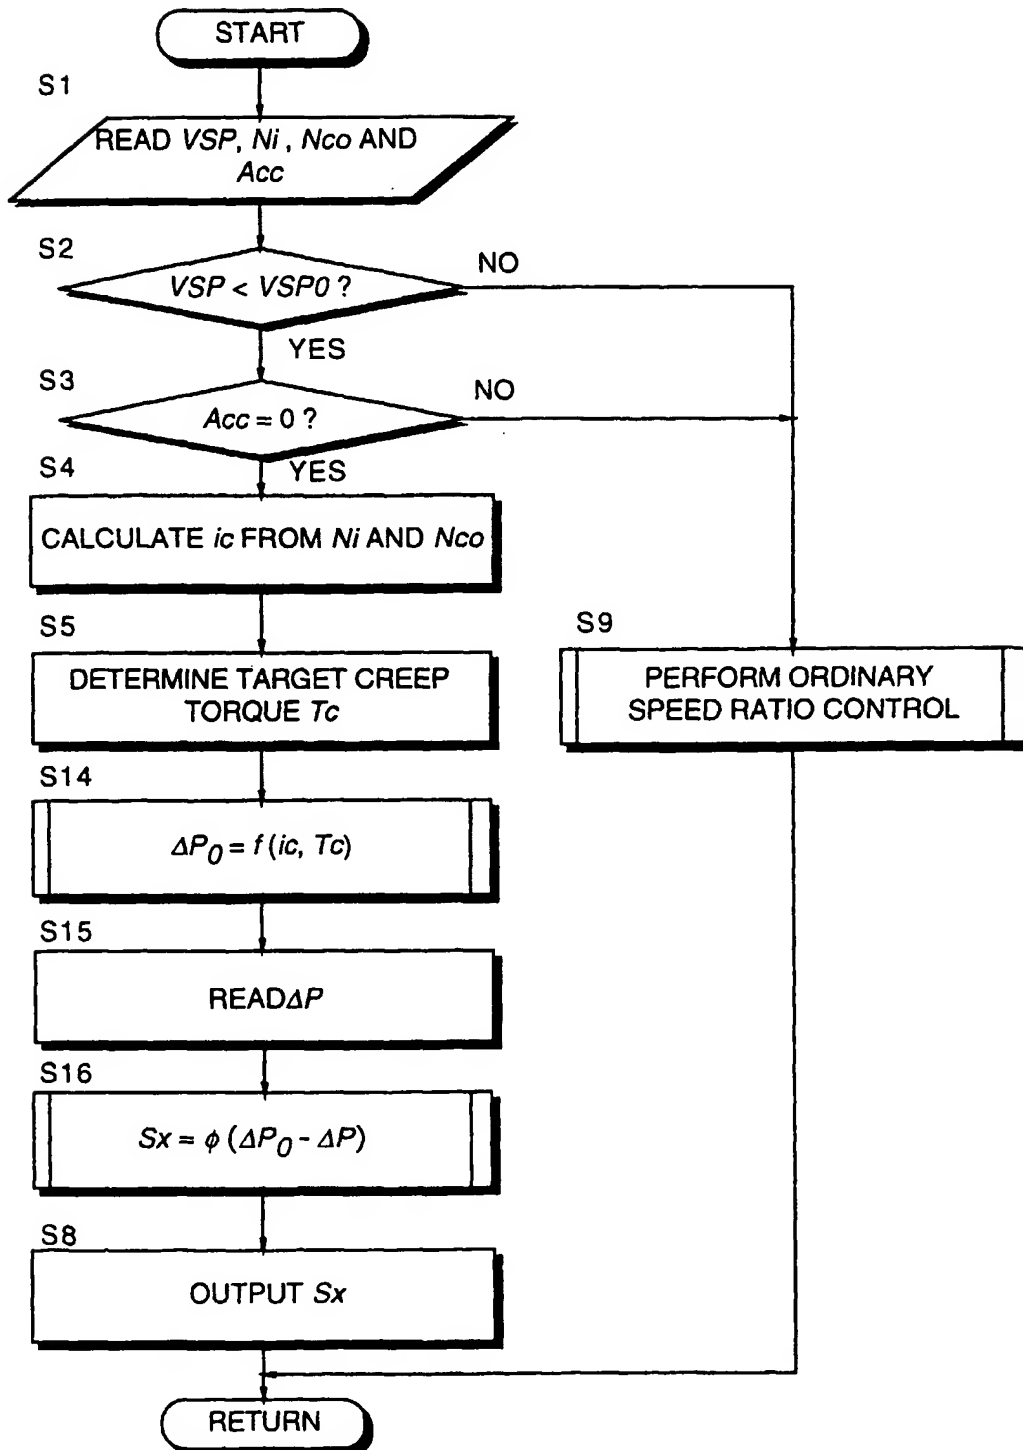 START
S1
READ VSP, Ni, Nco AND
Acc
S2
VSP < VSP0 ?
NO
YES
S3
Acc = 0 ?
NO
YES
S4
CALCULATE ic FROM Ni AND Nco
S5
DETERMINE TARGET CREEP
TORQUE Tc
S9
PERFORM ORDINARY
SPEED RATIO CONTROL
S14
ΔP0 = f (ic, Tc)
S15
READΔP
S16
Sx = ϕ (ΔP0 - ΔP)
S8
OUTPUT Sx
RETURN